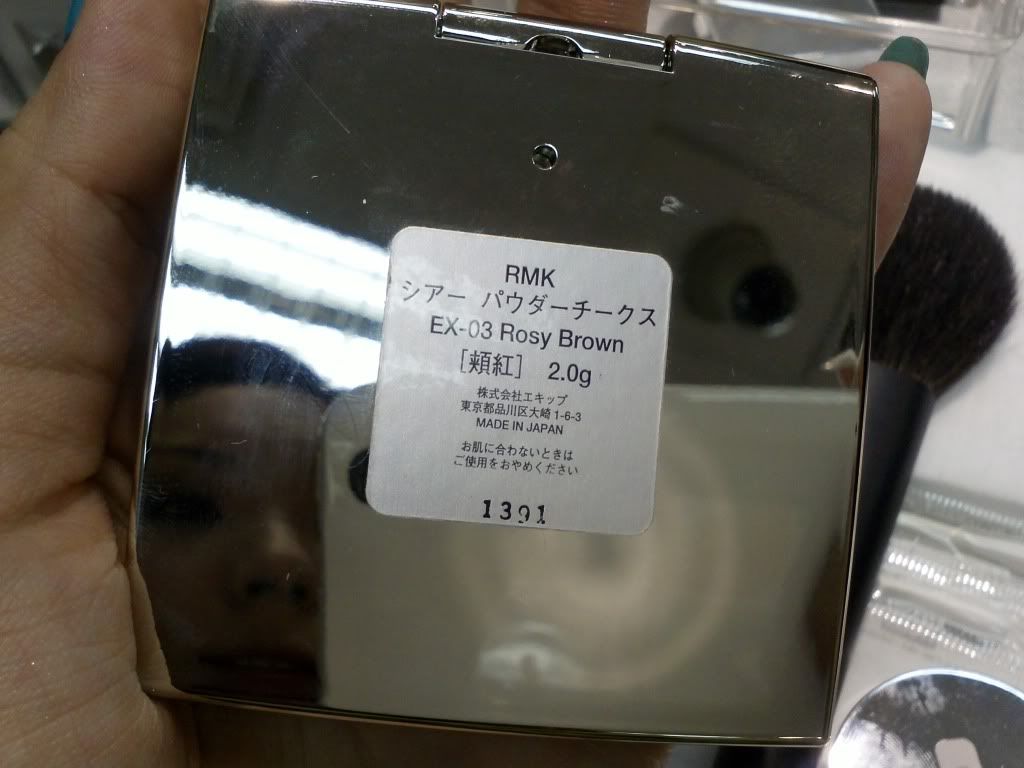 RMK
シアー パウダーチークス
EX-03 Rosy Brown
[頬紅] 2.0g
株式会社エキップ
東京都品川区大崎1-6-3
MADE IN JAPAN
お肌に合わないときは
ご使用をおやめください
1391